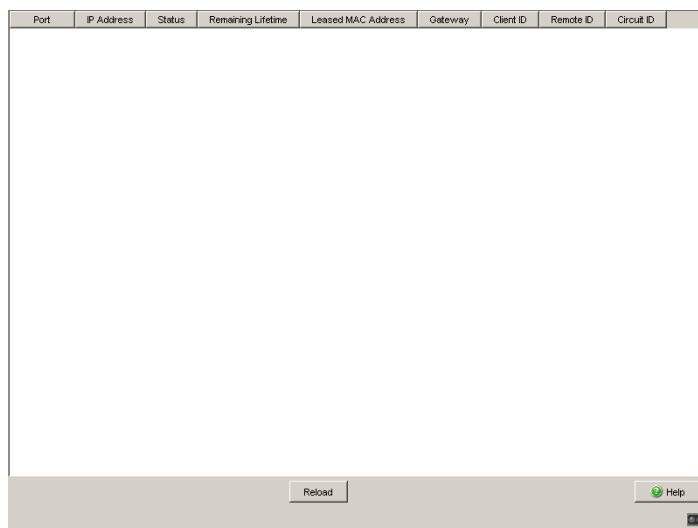 Port IP Address Status Remaining Lifetime Leased MAC Address Gateway Client ID Remote ID Circuit ID
Reload Help